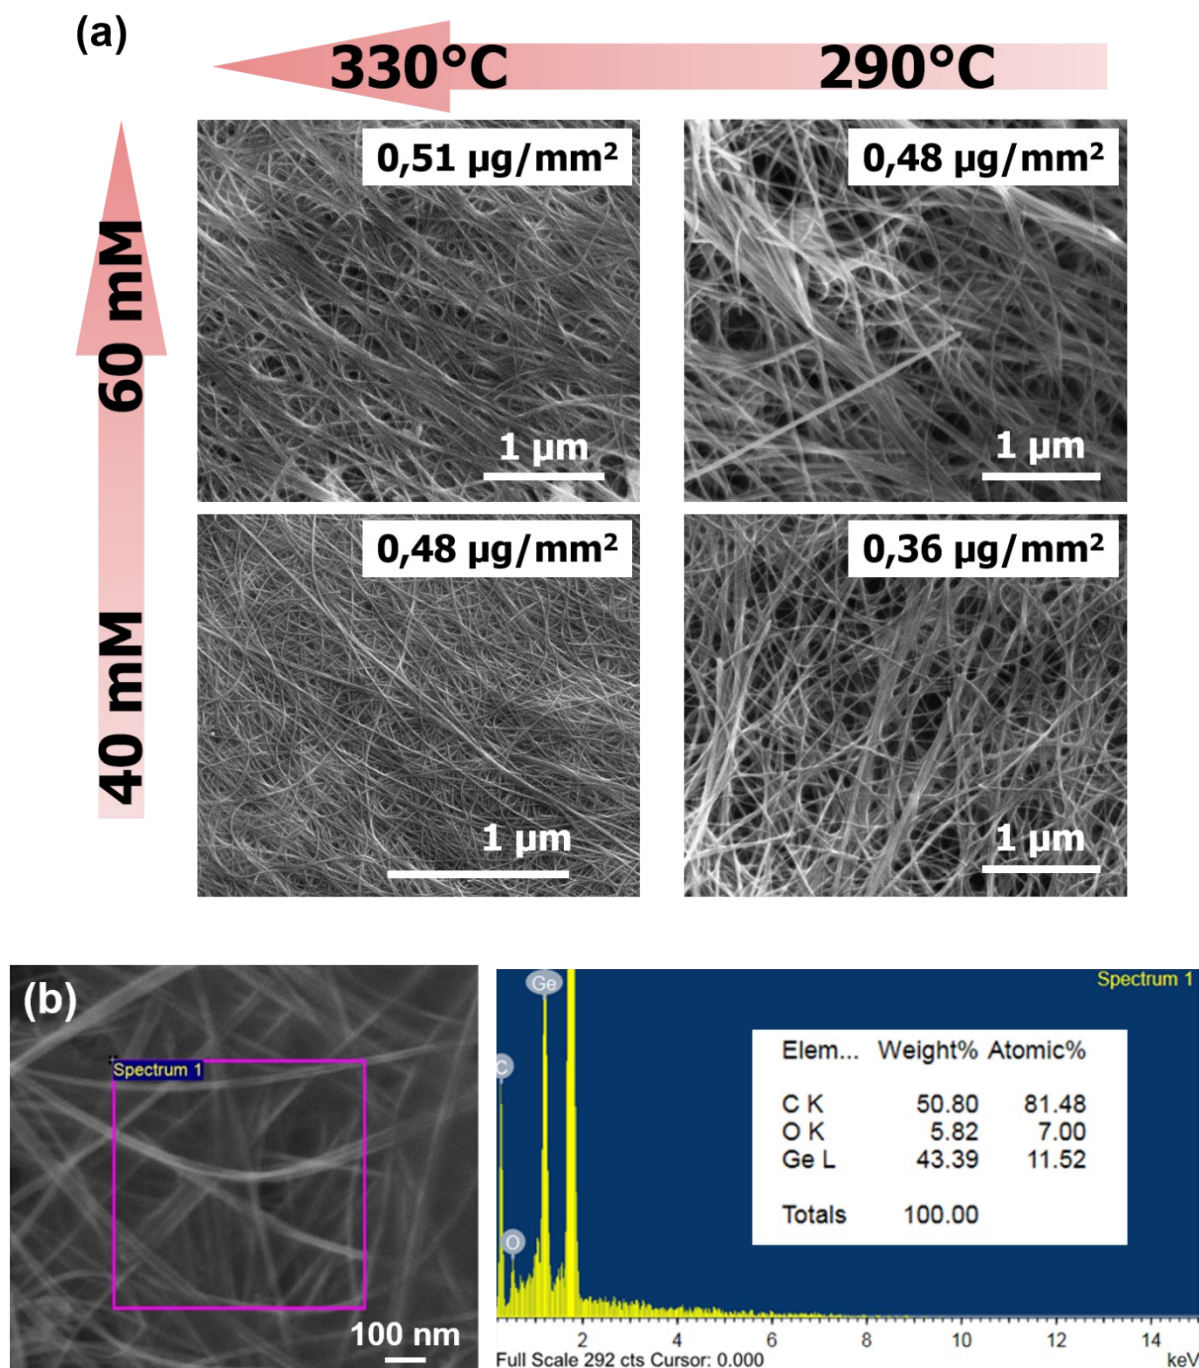 (a)
330°C
290°C
60 mM
40 mM
0,51 µg/mm²
0,48 µg/mm²
1 µm
1 µm
0,48 µg/mm²
0,36 µg/mm²
1 µm
1 µm
(b)
Spectrum 1
100 nm
Spectrum 1
Ge
C
O
Elem... Weight% Atomic%
C K 50.80 81.48
O K 5.82 7.00
Ge L 43.39 11.52
Totals 100.00
2 4 6 8 10 12 14
Full Scale 292 cts Cursor: 0.000 keV